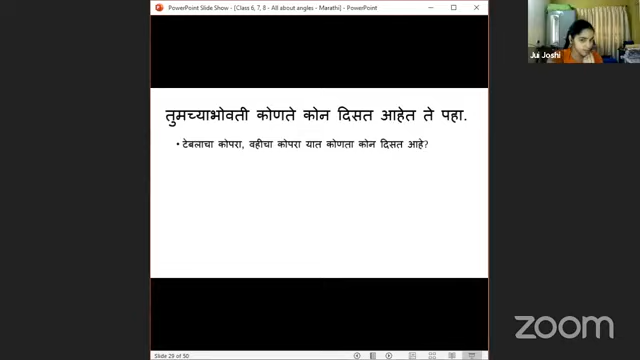 PowerPoint Slide Show - [Class 6, 7, 8 - All about angles - Marathi] - PowerPoint
Jui Joshi
तुमच्याभोवती कोणते कोन दिसत आहेत ते पहा.
• टेबलाचा कोपरा, वहीचा कोपरा यात कोणता कोन दिसत आहे?
zoom
Slide 29 of 50